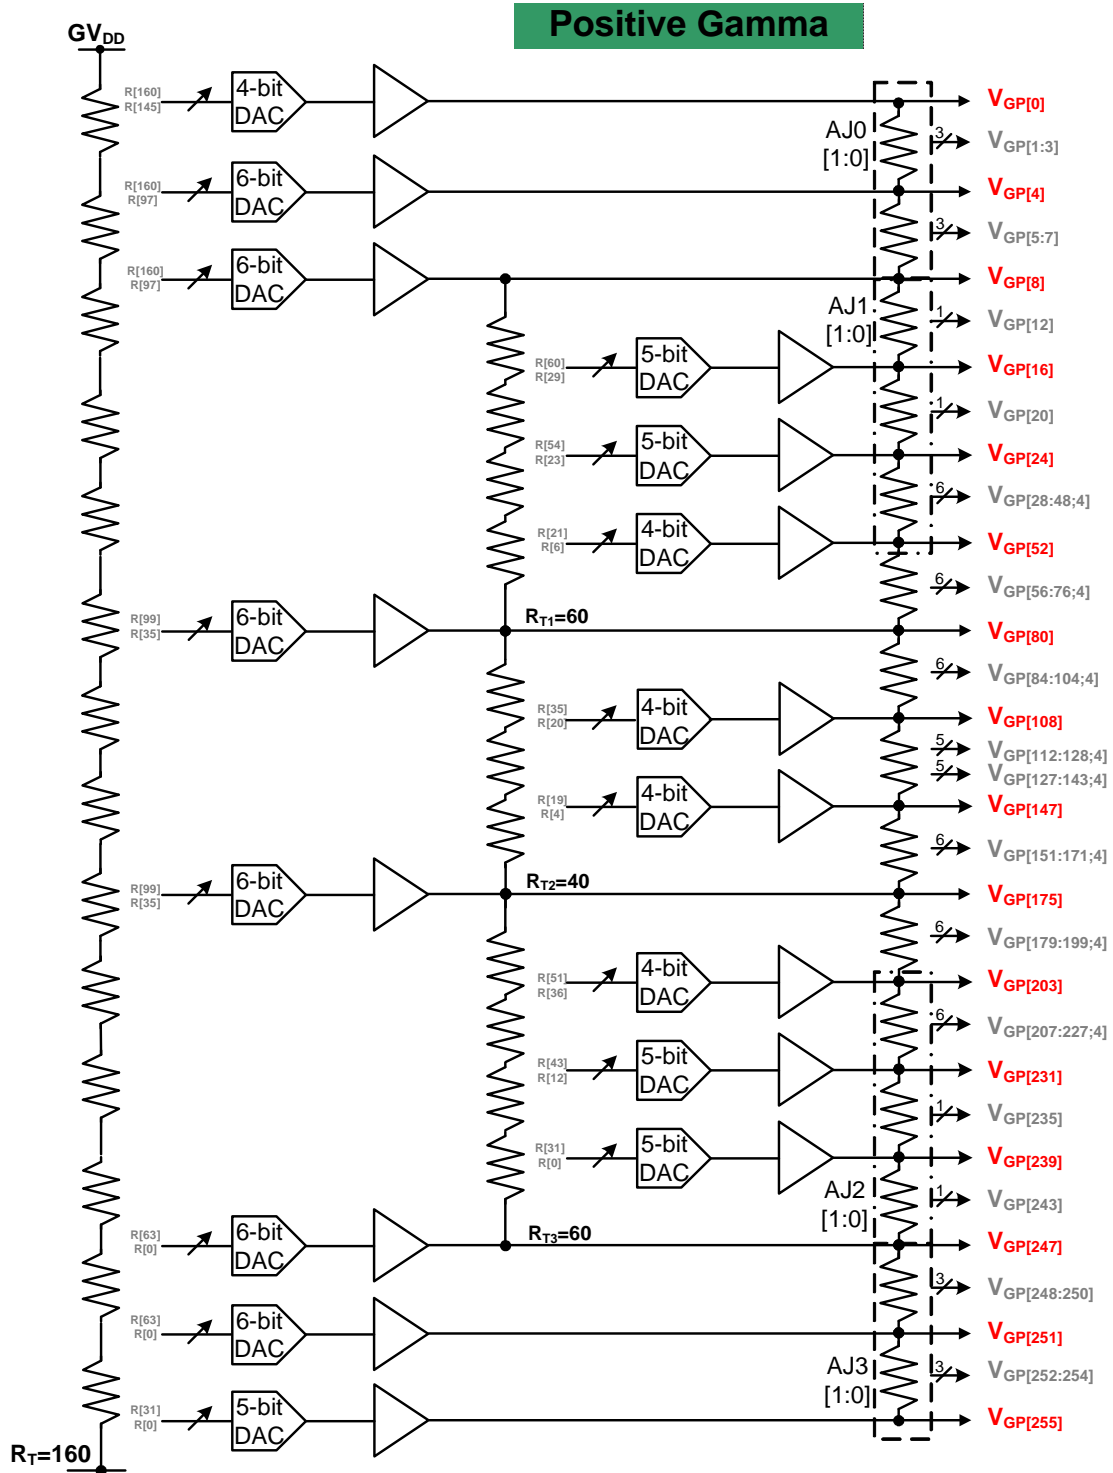 Positive Gamma
GVDD
R[160]
R[145]
4-bit
DAC
VGP[0]
AJ0
[1:0]
3
VGP[1:3]
R[160]
R[97]
6-bit
DAC
VGP[4]
3
VGP[5:7]
R[160]
R[97]
6-bit
DAC
VGP[8]
AJ1
[1:0]
1
VGP[12]
R[60]
R[29]
5-bit
DAC
VGP[16]
1
VGP[20]
R[54]
R[23]
5-bit
DAC
VGP[24]
6
VGP[28:48;4]
R[21]
R[6]
4-bit
DAC
VGP[52]
6
VGP[56:76;4]
R[99]
R[35]
6-bit
DAC
RT1=60
VGP[80]
6
VGP[84:104;4]
R[35]
R[20]
4-bit
DAC
VGP[108]
5
VGP[112:128;4]
5
VGP[127:143;4]
R[19]
R[4]
4-bit
DAC
VGP[147]
6
VGP[151:171;4]
R[99]
R[35]
6-bit
DAC
RT2=40
VGP[175]
6
VGP[179:199;4]
R[51]
R[36]
4-bit
DAC
VGP[203]
6
VGP[207:227;4]
R[43]
R[12]
5-bit
DAC
VGP[231]
1
VGP[235]
R[31]
R[0]
5-bit
DAC
VGP[239]
AJ2
[1:0]
1
VGP[243]
R[63]
R[0]
6-bit
DAC
RT3=60
VGP[247]
3
VGP[248:250]
R[63]
R[0]
6-bit
DAC
VGP[251]
AJ3
[1:0]
3
VGP[252:254]
R[31]
R[0]
5-bit
DAC
VGP[255]
RT=160